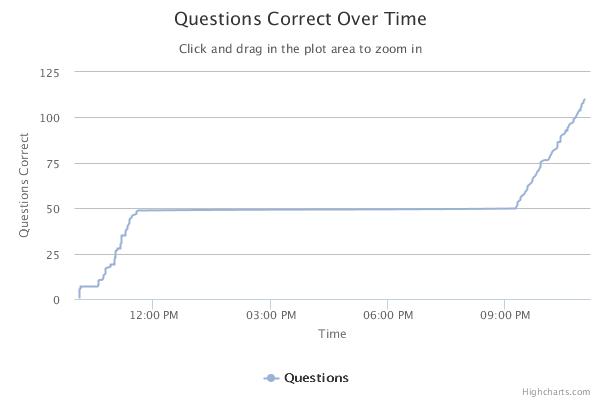 Questions Correct Over Time
Click and drag in the plot area to zoom in
125
100
75
50
25
0
Questions Correct
12:00 PM
03:00 PM
06:00 PM
09:00 PM
Time
Questions
Highcharts.com